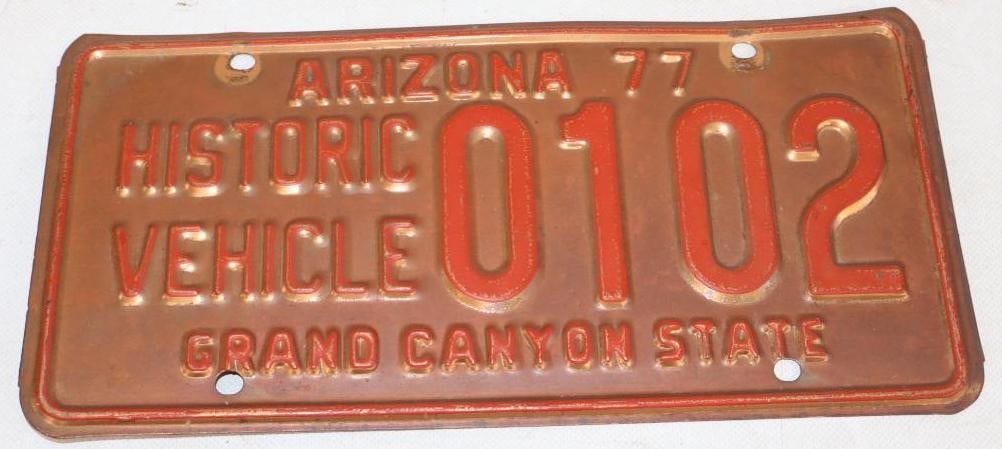 ARIZONA 77
HISTORIC
VEHICLE
0102
GRAND CANYON STATE